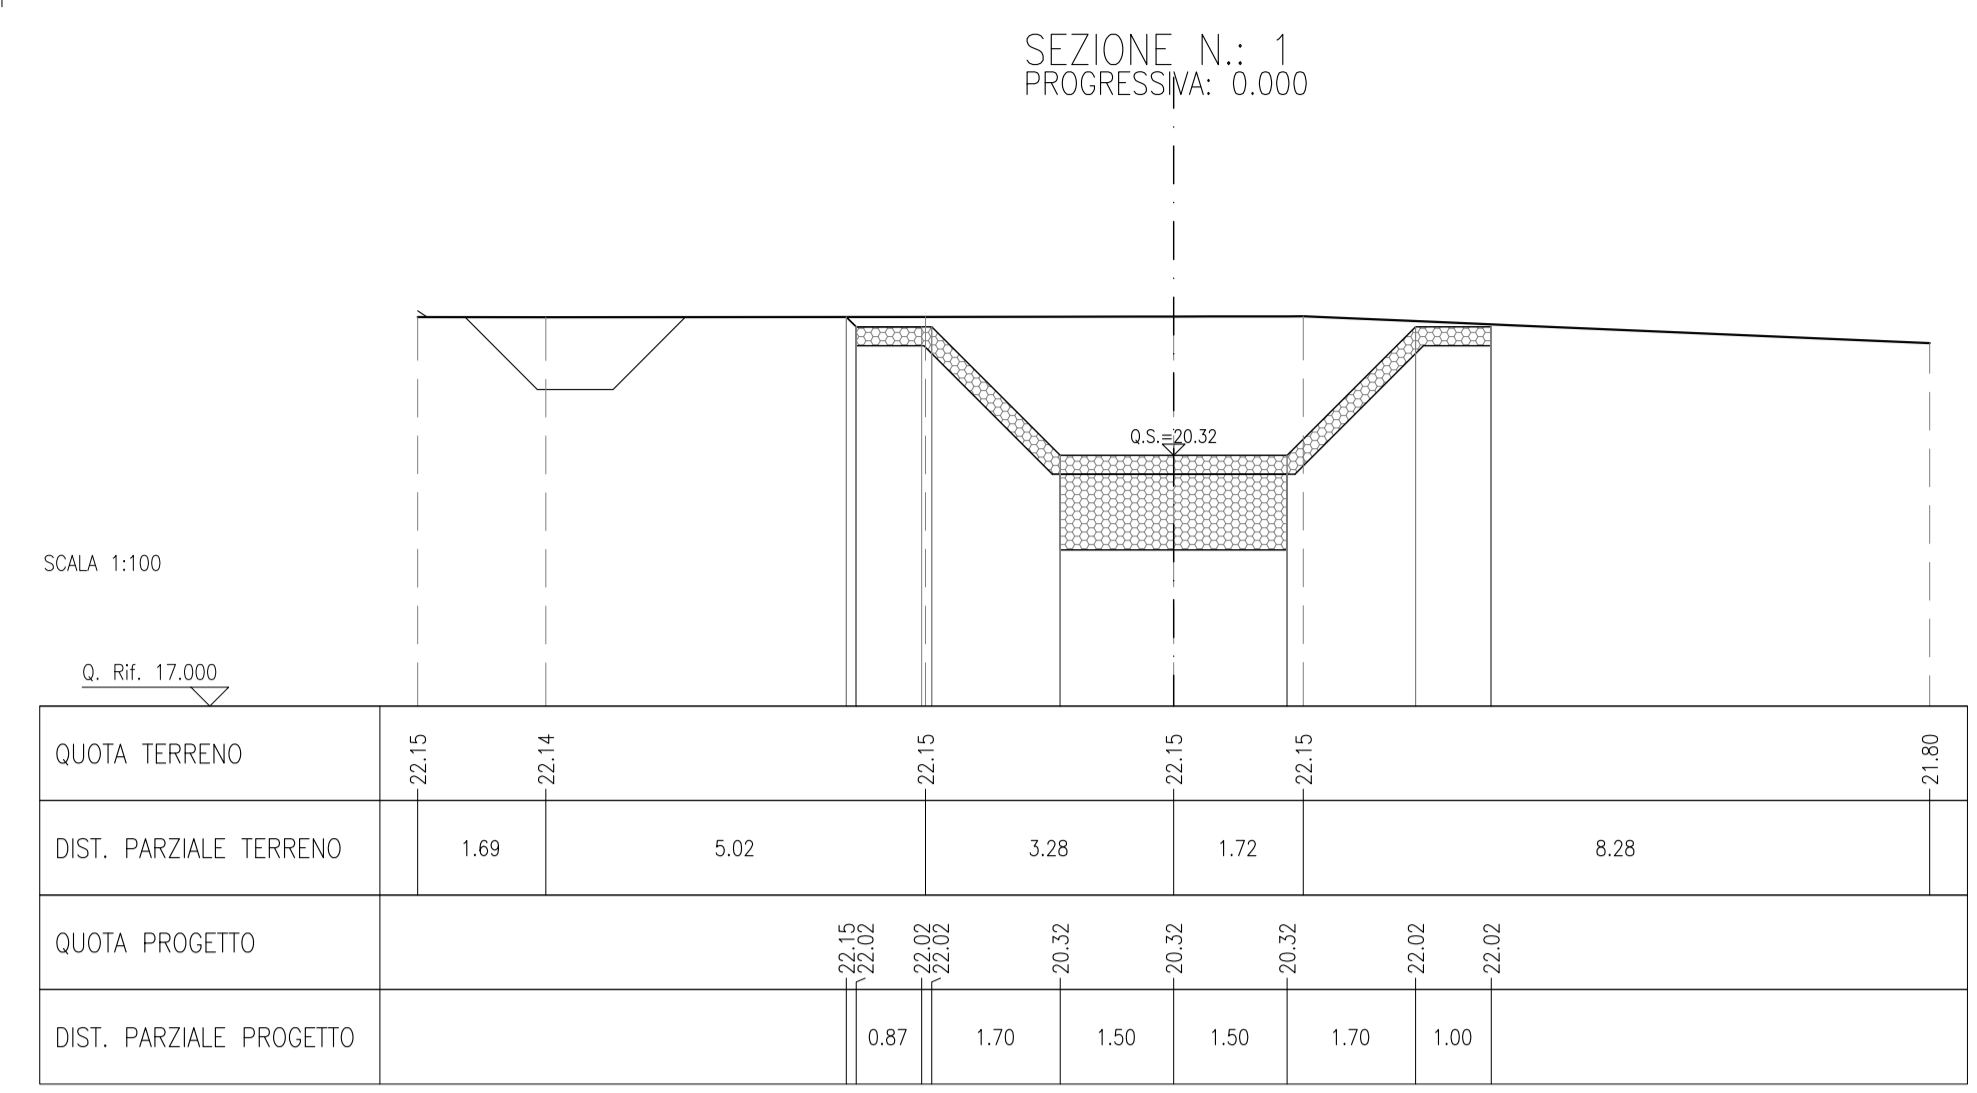 SEZIONE N.: 1
PROGRESSIVA: 0.000
Q.S.=20.32
SCALA 1:100
Q. Rif. 17.000
QUOTA TERRENO 22.15 22.14 22.15 22.15 22.15 21.80
DIST. PARZIALE TERRENO 1.69 5.02 3.28 1.72 8.28
QUOTA PROGETTO 22.15 22.02 22.02 22.02 20.32 20.32 20.32 22.02 22.02
DIST. PARZIALE PROGETTO 0.87 1.70 1.50 1.50 1.70 1.00